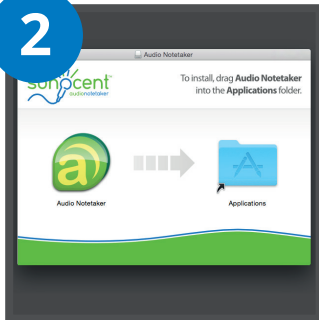 2
Audio Notetaker
sonocent
audionotetaker
To install, drag Audio Notetaker
into the Applications folder.
a
Audio Notetaker
Applications